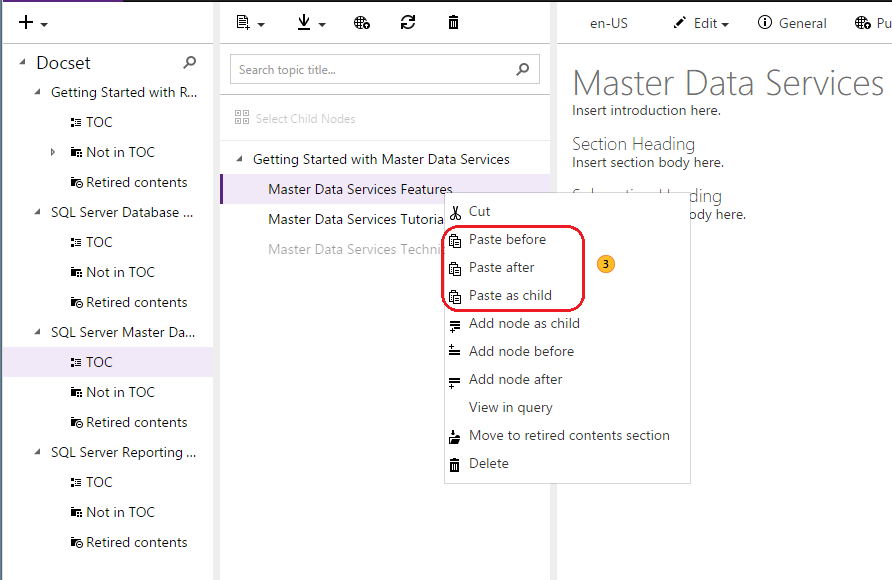 Docset
Getting Started with R...
TOC
Not in TOC
Retired contents
SQL Server Database ...
TOC
Not in TOC
Retired contents
SQL Server Master Da...
TOC
Not in TOC
Retired contents
SQL Server Reporting ...
TOC
Not in TOC
Retired contents
Search topic title...
Select Child Nodes
Getting Started with Master Data Services
Master Data Services Features
Master Data Services Tutoria
Master Data Services Techni
Cut
Paste before
Paste after
Paste as child
3
Add node as child
Add node before
Add node after
View in query
Move to retired contents section
Delete
en-US
Edit
General
Pu
Master Data Services
Insert introduction here.
Section Heading
Insert section body here.
Heading
ody here.